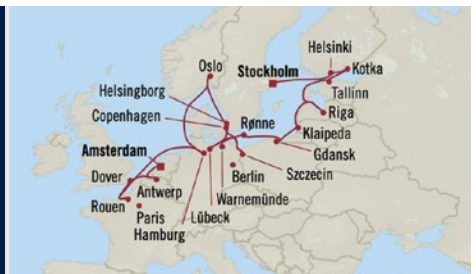 Helsinki
Oslo
Kotka
Stockholm
Helsingborg
Tallinn
Copenhagen
Rønne
Riga
Klaipeda
Amsterdam
Gdansk
Dover
Berlin
Szczecin
Antwerp
Warnemünde
Rouen
Paris
Lübeck
Hamburg